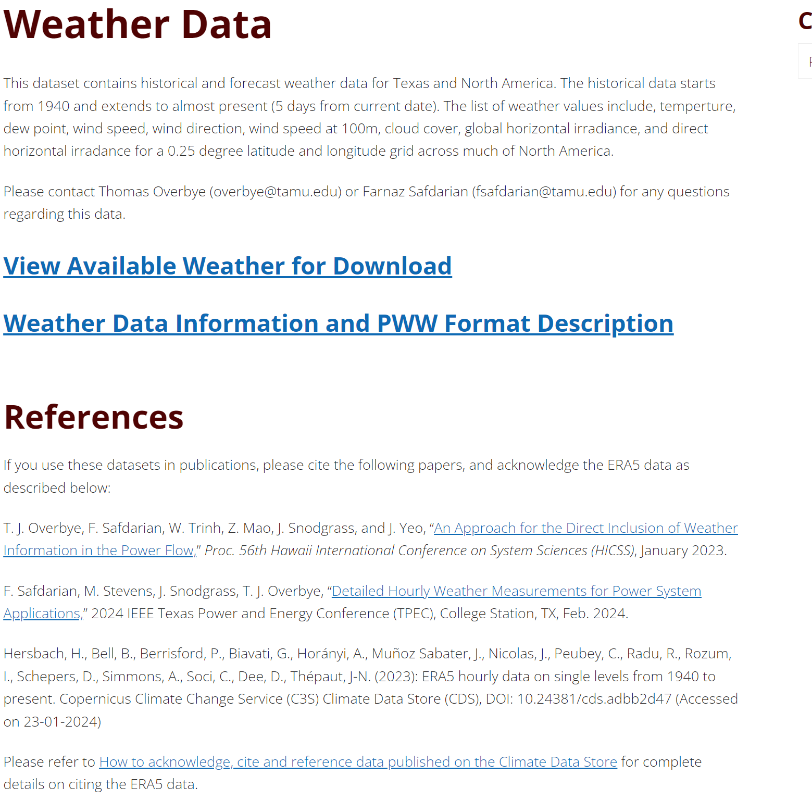 Weather Data
This dataset contains historical and forecast weather data for Texas and North America. The historical data starts
from 1940 and extends to almost present (5 days from current date). The list of weather values include, temperture,
dew point, wind speed, wind direction, wind speed at 100m, cloud cover, global horizontal irradiance, and direct
horizontal irradance for a 0.25 degree latitude and longitude grid across much of North America.
Please contact Thomas Overbye (overbye@tamu.edu) or Farnaz Safdarian (fsafdarian@tamu.edu) for any questions
regarding this data.
View Available Weather for Download
Weather Data Information and PWW Format Description
References
If you use these datasets in publications, please cite the following papers, and acknowledge the ERA5 data as
described below:
T. J. Overbye, F. Safdarian, W. Trinh, Z. Mao, J. Snodgrass, and J. Yeo, “An Approach for the Direct Inclusion of Weather
Information in the Power Flow,” Proc. 56th Hawaii International Conference on System Sciences (HICSS), January 2023.
F. Safdarian, M. Stevens, J. Snodgrass, T. J. Overbye, “Detailed Hourly Weather Measurements for Power System
Applications,” 2024 IEEE Texas Power and Energy Conference (TPEC), College Station, TX, Feb. 2024.
Hersbach, H., Bell, B., Berrisford, P., Biavati, G., Horányi, A., Muñoz Sabater, J., Nicolas, J., Peubey, C., Radu, R., Rozum,
I., Schepers, D., Simmons, A., Soci, C., Dee, D., Thépaut, J-N. (2023): ERA5 hourly data on single levels from 1940 to
present. Copernicus Climate Change Service (C3S) Climate Data Store (CDS), DOI: 10.24381/cds.adbb2d47 (Accessed
on 23-01-2024)
Please refer to How to acknowledge, cite and reference data published on the Climate Data Store for complete
details on citing the ERA5 data.